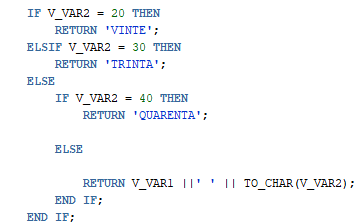 IF V_VAR2 = 20 THEN
RETURN 'VINTE';
ELSIF V_VAR2 = 30 THEN
RETURN 'TRINTA';
ELSE
IF V_VAR2 = 40 THEN
RETURN 'QUARENTA';
ELSE
RETURN V_VAR1 ||' ' || TO_CHAR(V_VAR2);
END IF;
END IF;